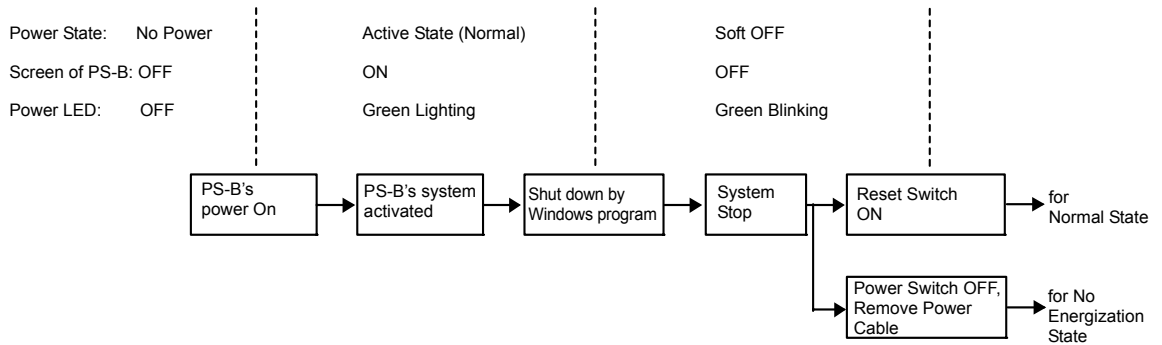 Power State: No Power Active State (Normal) Soft OFF
Screen of PS-B: OFF ON OFF
Power LED: OFF Green Lighting Green Blinking
PS-B's
power On
PS-B's system
activated
Shut down by
Windows program
System
Stop
Reset Switch
ON
for
Normal State
Power Switch OFF,
Remove Power
Cable
for No
Energization
State